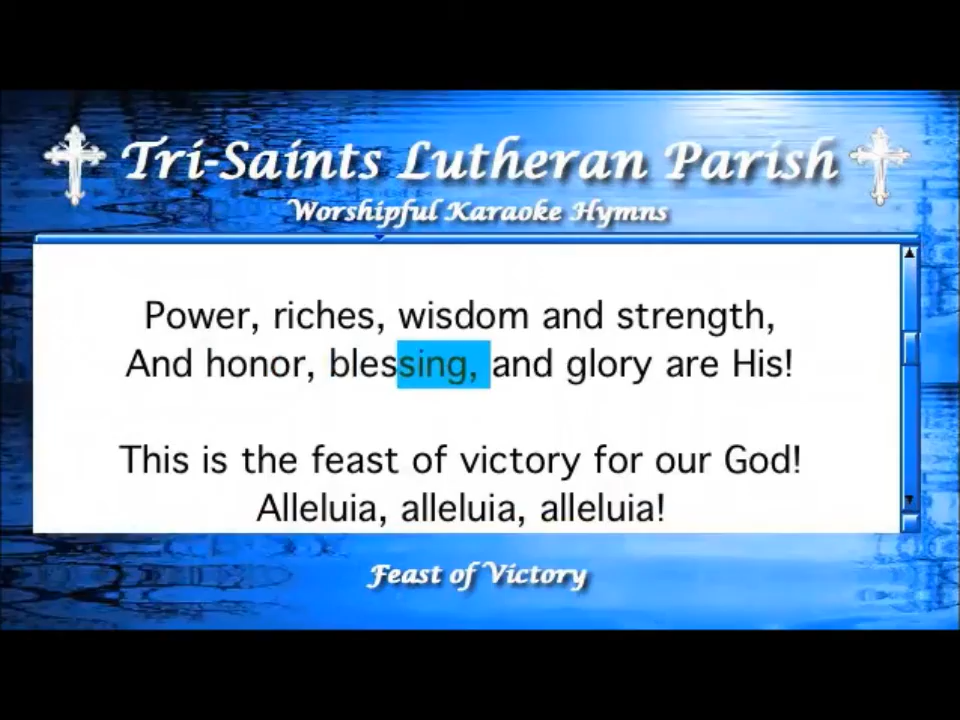 Tri-Saints Lutheran Parish
Worshipful Karaoke Hymns
Power, riches, wisdom and strength,
And honor, blessing, and glory are His!
This is the feast of victory for our God!
Alleluia, alleluia, alleluia!
Feast of Victory